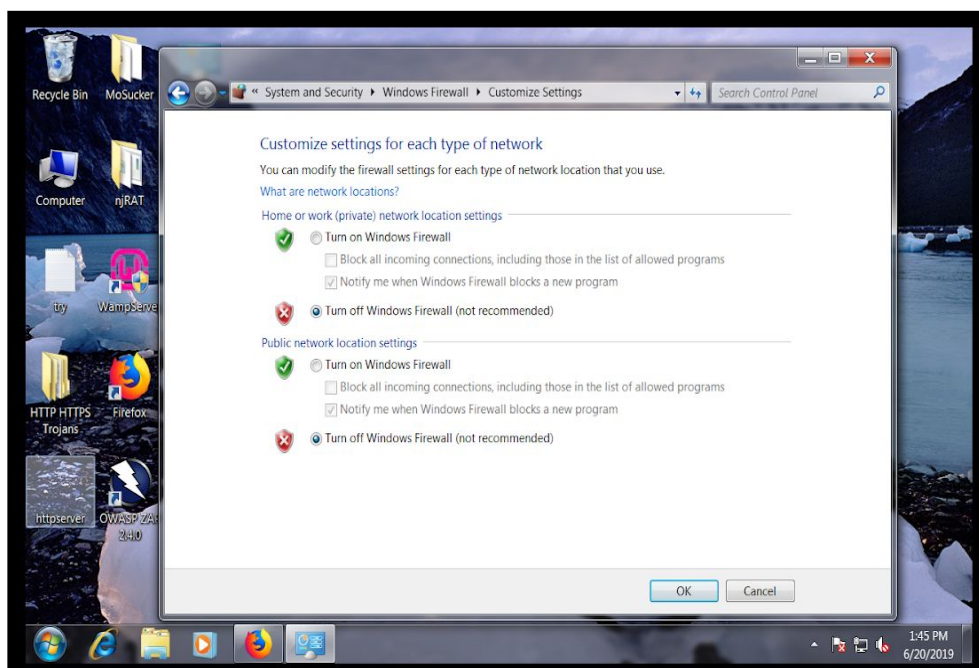 Recycle Bin
MoSucker
Computer
njRAT
try
WampServe
HTTP HTTPS
Trojans
Firefox
httpserver
OWASP ZA
2.4.0
« System and Security ▸ Windows Firewall ▸ Customize Settings
Search Control Panel
Customize settings for each type of network
You can modify the firewall settings for each type of network location that you use.
What are network locations?
Home or work (private) network location settings
Turn on Windows Firewall
Block all incoming connections, including those in the list of allowed programs
Notify me when Windows Firewall blocks a new program
Turn off Windows Firewall (not recommended)
Public network location settings
Turn on Windows Firewall
Block all incoming connections, including those in the list of allowed programs
Notify me when Windows Firewall blocks a new program
Turn off Windows Firewall (not recommended)
OK
Cancel
1:45 PM
6/20/2019